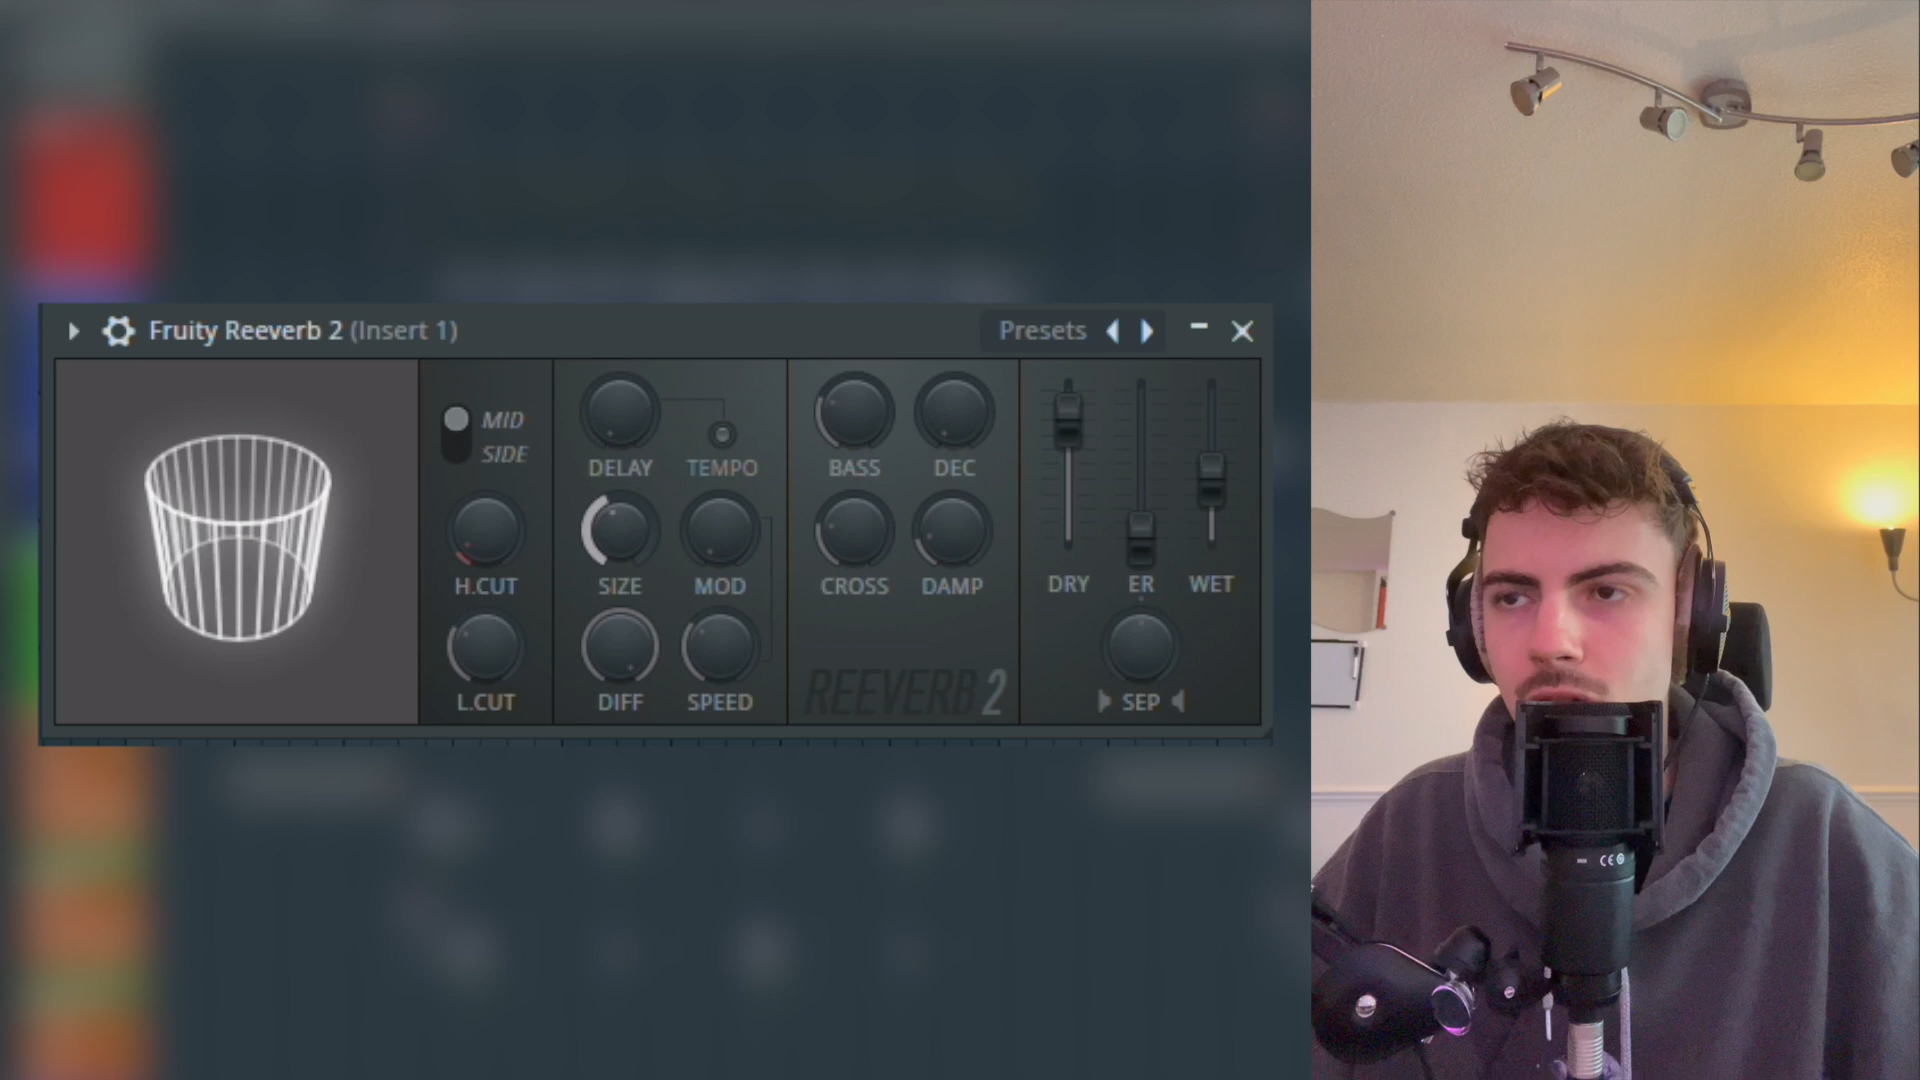 Fruity Reeverb 2 (Insert 1)
Presets
MID
SIDE
H.CUT
L.CUT
DELAY
TEMPO
SIZE
MOD
DIFF
SPEED
BASS
DEC
CROSS
DAMP
REEVERB 2
DRY
ER
WET
SEP
CE